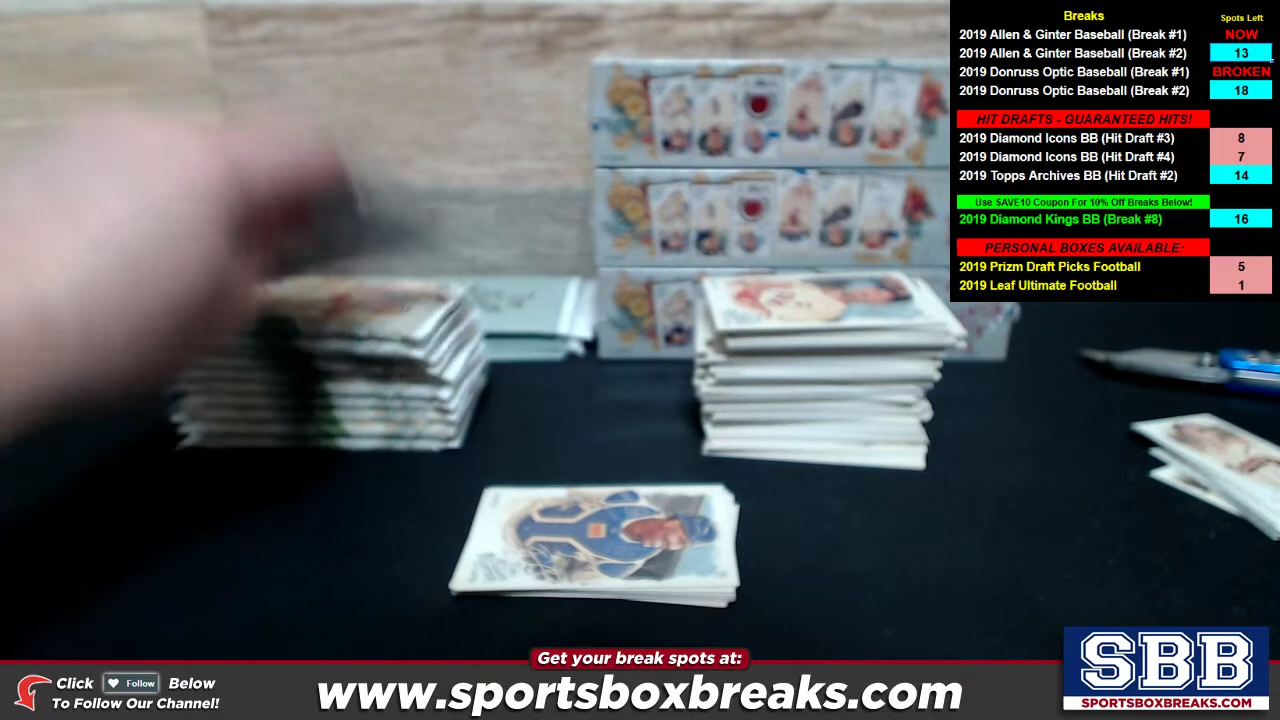 Breaks
Spots Left
2019 Allen & Ginter Baseball (Break #1) NOW
2019 Allen & Ginter Baseball (Break #2) 13
2019 Donruss Optic Baseball (Break #1) BROKEN
2019 Donruss Optic Baseball (Break #2) 18
HIT DRAFTS - GUARANTEED HITS!
2019 Diamond Icons BB (Hit Draft #3) 8
2019 Diamond Icons BB (Hit Draft #4) 7
2019 Topps Archives BB (Hit Draft #2) 14
Use SAVE10 Coupon For 10% Off Breaks Below!
2019 Diamond Kings BB (Break #8) 16
PERSONAL BOXES AVAILABLE:
2019 Prizm Draft Picks Football 5
2019 Leaf Ultimate Football 1
Get your break spots at:
Click Follow Below
To Follow Our Channel!
www.sportsboxbreaks.com
SBB
SPORTSBOXBREAKS.COM